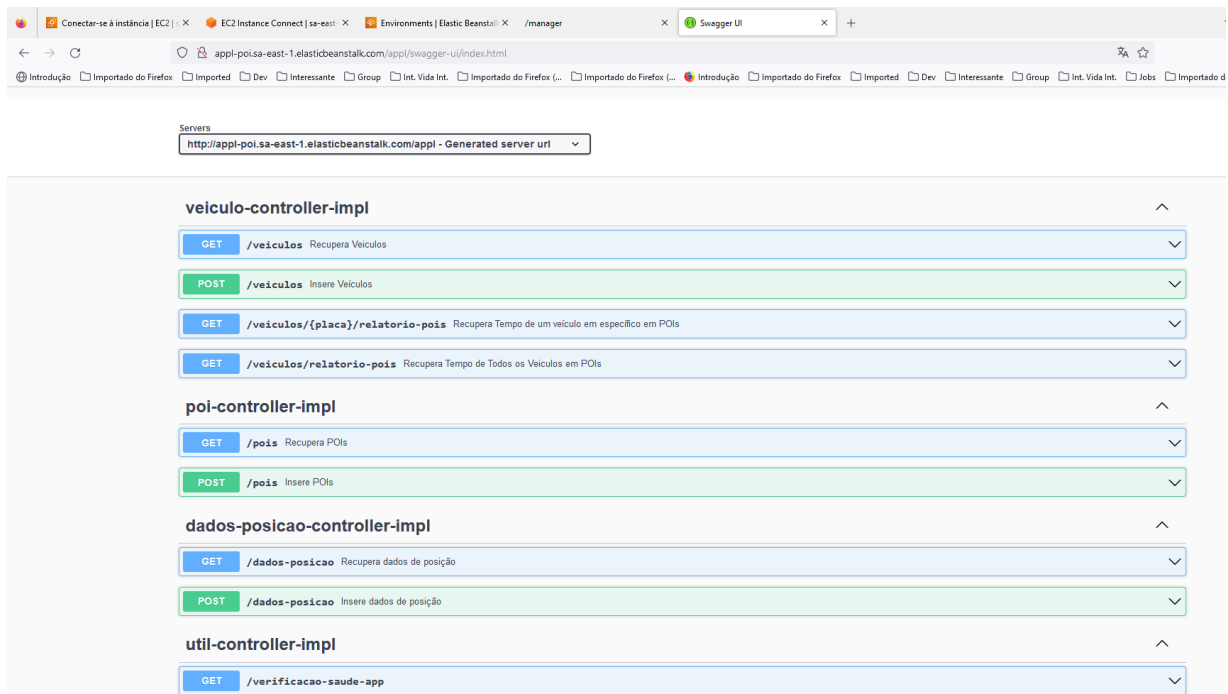 Conectar-se à instância | EC2 | s
EC2 Instance Connect | sa-east-
Environments | Elastic Beanstal
/manager
Swagger UI
appl-poi.sa-east-1.elasticbeanstalk.com/appl/swagger-ui/index.html
Introdução Importado do Firefox Imported Dev Interessante Group Int. Vida Int. Importado do Firefox (... Importado do Firefox (... Introdução Importado do Firefox Imported Dev Interessante Group Int. Vida Int. Jobs Importado d
Servers
http://appl-poi.sa-east-1.elasticbeanstalk.com/appl - Generated server url
veiculo-controller-impl
GET /veiculos Recupera Veiculos
POST /veiculos Insere Veículos
GET /veiculos/{placa}/relatorio-pois Recupera Tempo de um veículo em específico em POIs
GET /veiculos/relatorio-pois Recupera Tempo de Todos os Veiculos em POIs
poi-controller-impl
GET /pois Recupera POIs
POST /pois Insere POIs
dados-posicao-controller-impl
GET /dados-posicao Recupera dados de posição
POST /dados-posicao Insere dados de posição
util-controller-impl
GET /verificacao-saude-app